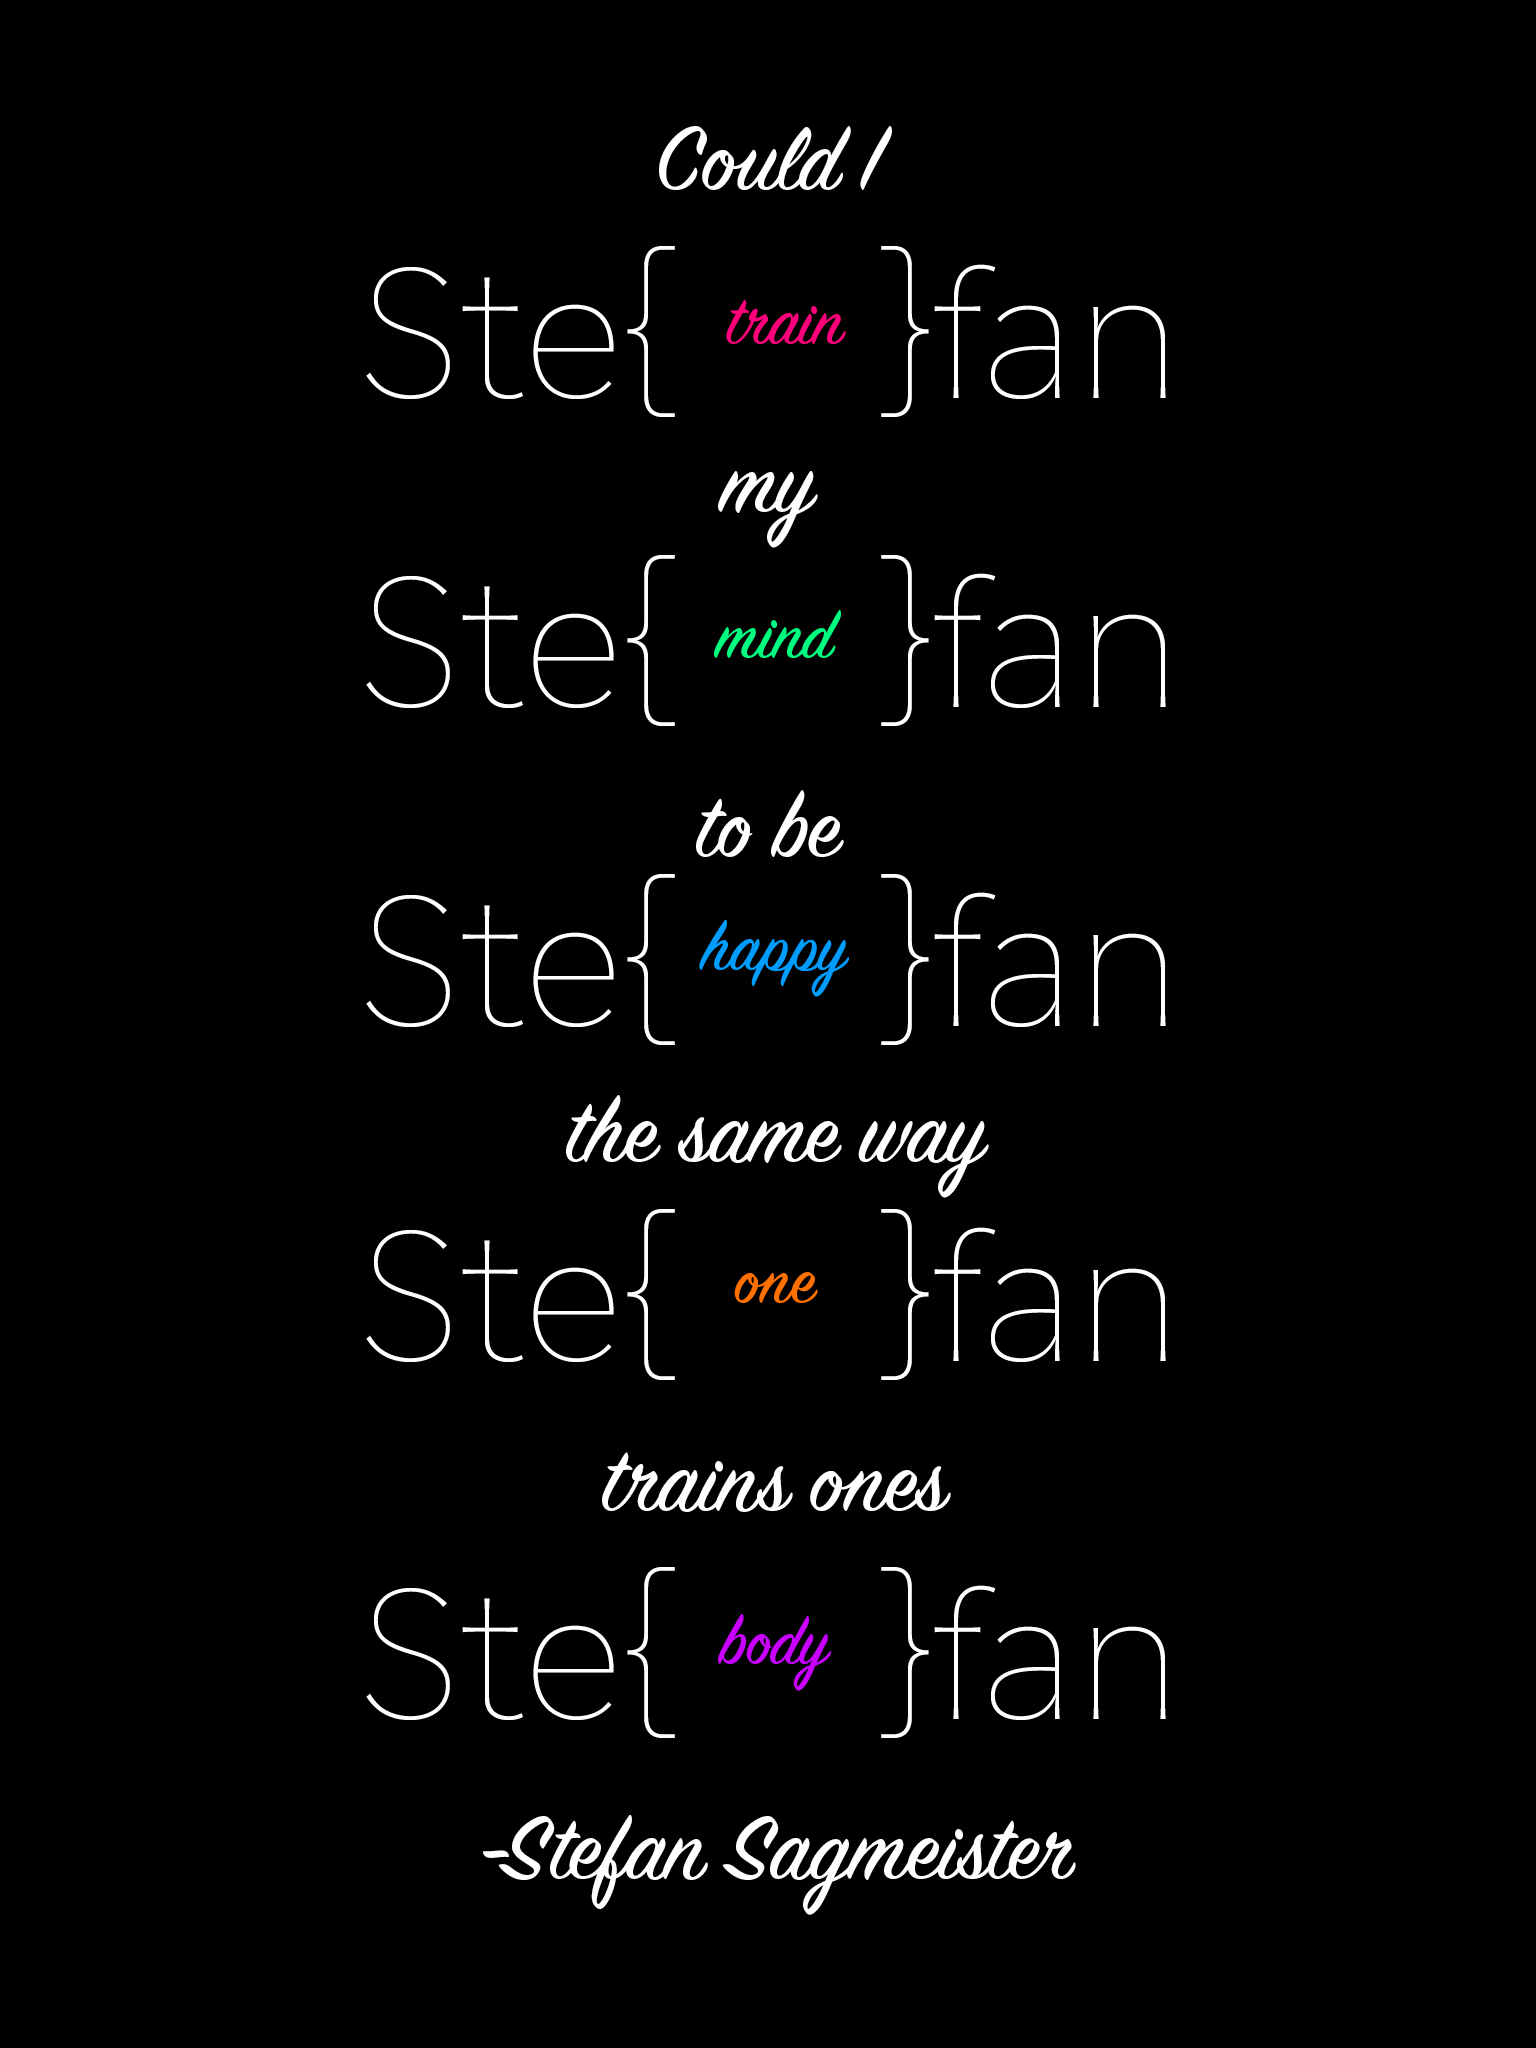 Could I
Ste{ train }fan
my
Ste{ mind }fan
to be
Ste{ happy }fan
the same way
Ste{ one }fan
trains ones
Ste{ body }fan
-Stefan Sagmeister